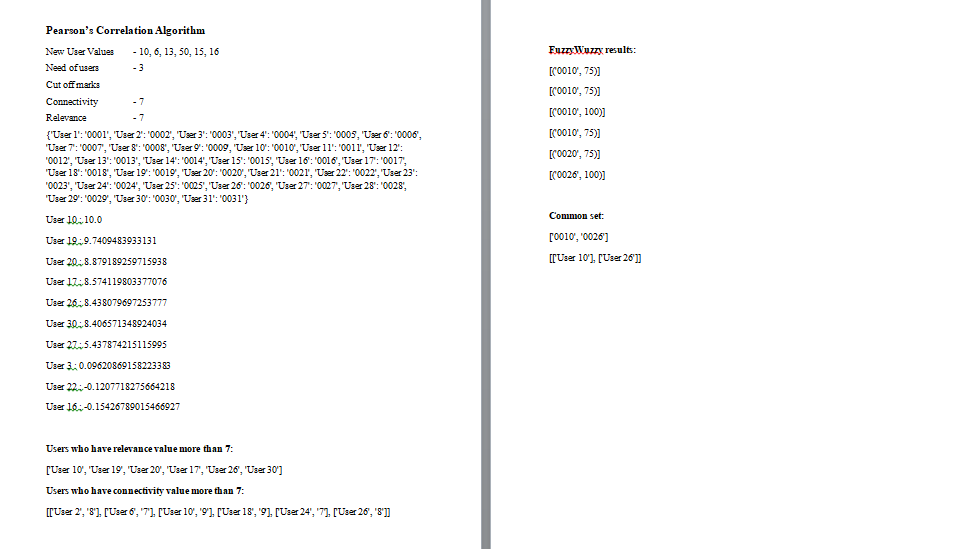 Pearson's Correlation Algorithm
New User Values - 10, 6, 13, 50, 15, 16
Need of users - 3
Cut off marks
Connectivity - 7
Relevance - 7
{'User 1': '0001', 'User 2': '0002', 'User 3': '0003', 'User 4': '0004', 'User 5': '0005', 'User 6': '0006',
'User 7': '0007', 'User 8': '0008', 'User 9': '0009, 'User 10': '0010', 'User 11': '0011', 'User 12':
'0012', 'User 13': '0013', 'User 14': '0014', 'User 15': '0015', 'User 16': '0016', 'User 17': '0017',
'User 18': '0018', 'User 19': '0019', 'User 20': '0020', 'User 21': '0021', 'User 22': '0022', 'User 23':
'0023', 'User 24': '0024', 'User 25': '0025', 'User 26': '0026', 'User 27': '0027', 'User 28': '0028',
'User 29': '0029', 'User 30': '0030', 'User 31': '0031'}
User 10 : 10.0
User 19 : 9.7409483933131
User 20 : 8.879189259715938
User 17 : 8.574119803377076
User 26 : 8.438079697253777
User 30 : 8.406571348924034
User 27 : 5.437874215115995
User 3 : 0.09620869158223383
User 22 : -0.1207718275664218
User 16 : -0.15426789015466927
Users who have relevance value more than 7:
['User 10', 'User 19', 'User 20', 'User 17', 'User 26', 'User 30']
Users who have connectivity value more than 7:
[['User 2', '8'], ['User 6', '7'], ['User 10', '9'], ['User 18', '9], ['User 24', '7], ['User 26', '8']]
FuzzyWuzzy results:
[('0010', 75)]
[('0010', 75)]
[('0010', 100)]
[('0010', 75)]
[('0020', 75)]
[('0026', 100)]
Common set:
['0010', '0026']
[['User 10'], ['User 26']]